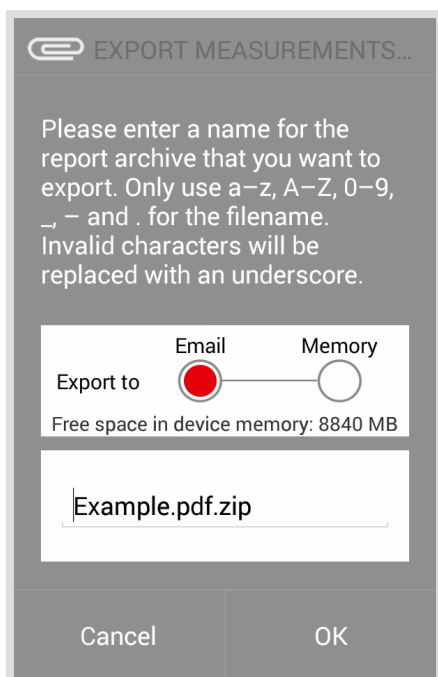 EXPORT MEASUREMENTS...
Please enter a name for the
report archive that you want to
export. Only use a–z, A–Z, 0–9,
_, – and . for the filename.
Invalid characters will be
replaced with an underscore.
Email Memory
Export to
Free space in device memory: 8840 MB
Example.pdf.zip
Cancel OK